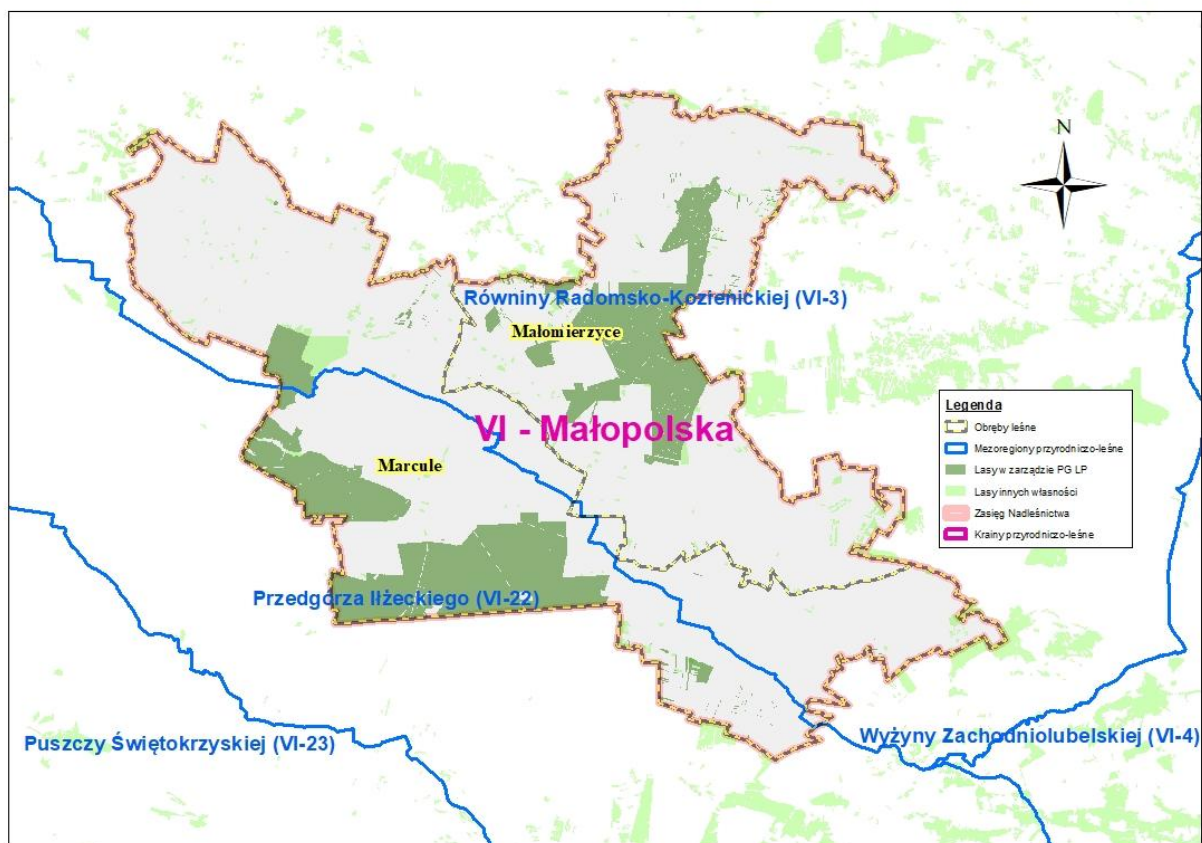 N
Równiny Radomsko-Kozienickiej (VI-3)
Małomierzyce
VI - Małopolska
Marcule
Legenda
Obręby leśne
Mezoregiony przyrodniczo-leśne
Lasy w zarządzie PG LP
Lasy innych własności
Zasięg Nadleśnictwa
Krainy przyrodniczo-leśne
Przedgórza Iłżeckiego (VI-22)
Puszczy Świętokrzyskiej (VI-23)
Wyżyny Zachodniolubelskiej (VI-4)